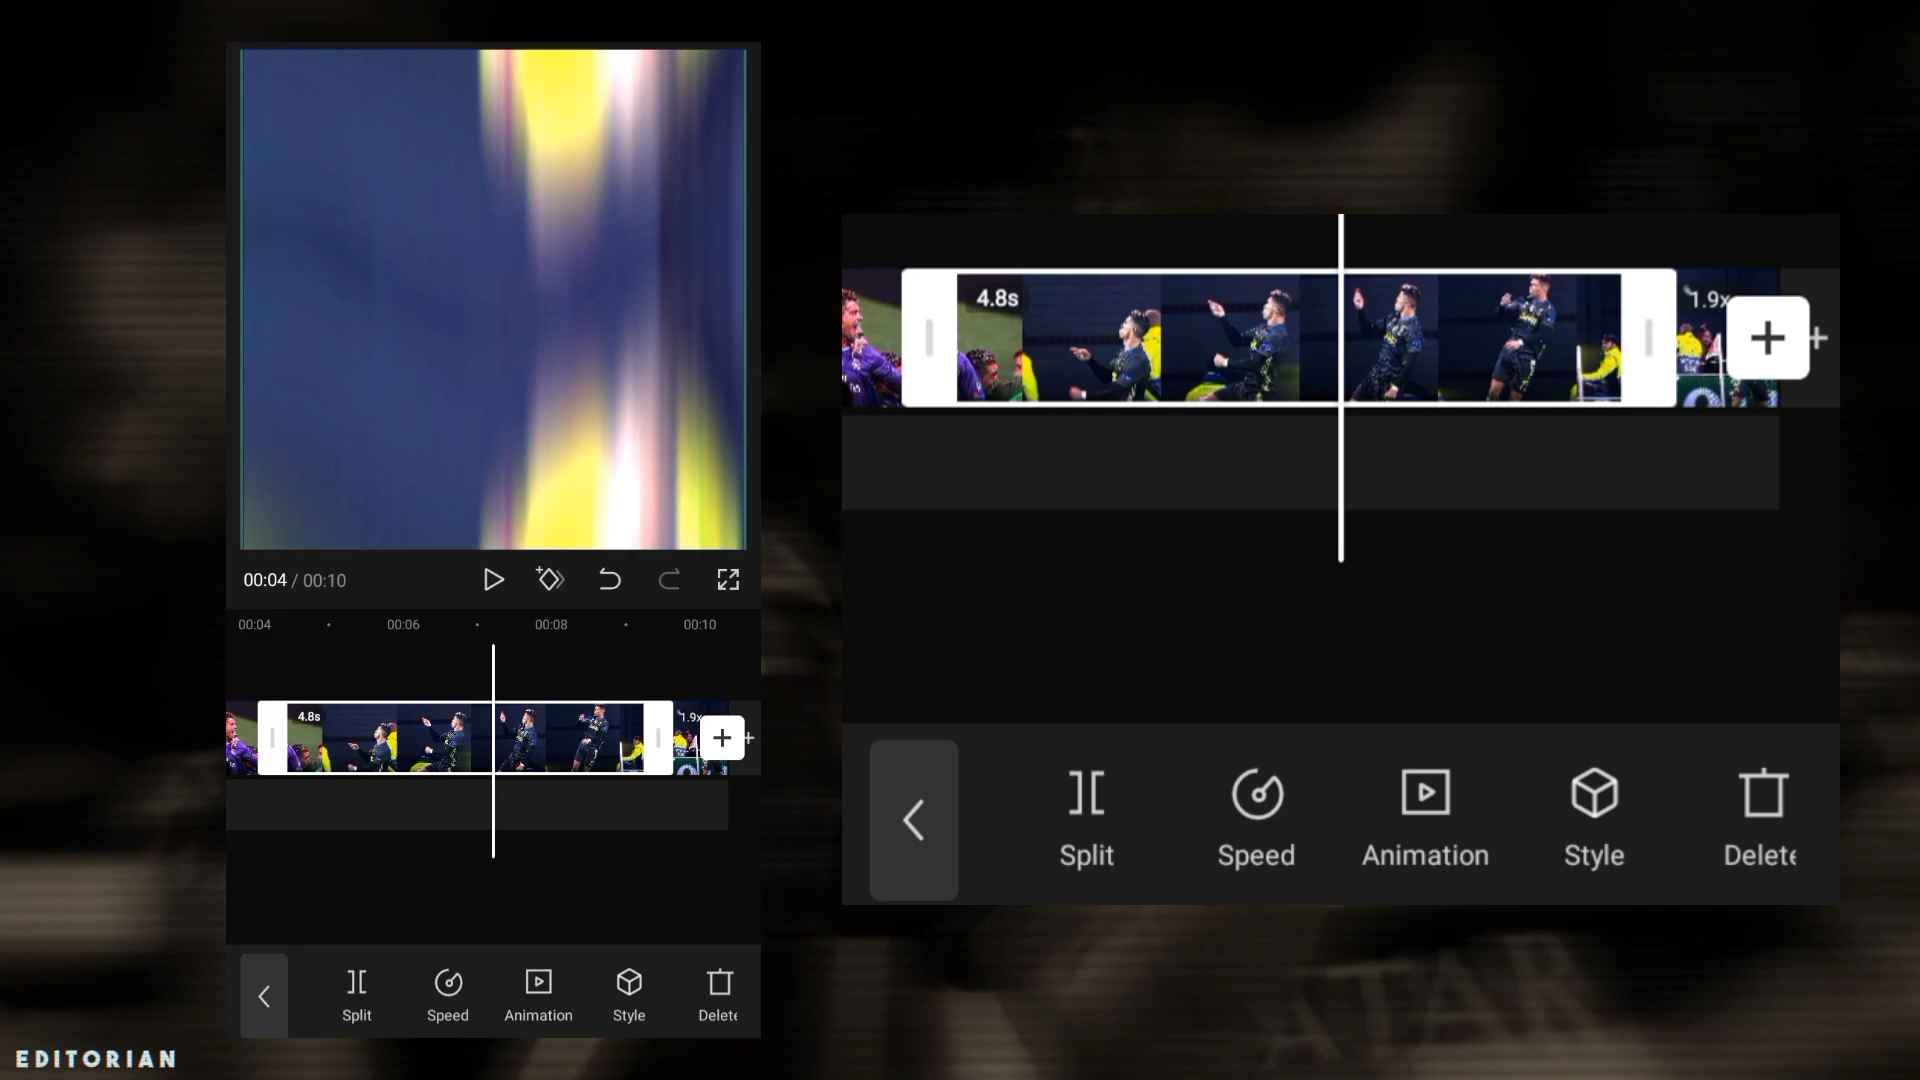 00:04 / 00:10
00:04 00:06 00:08 00:10
4.8s 1.9x
Split Speed Animation Style Delete
4.8s 1.9x
Split Speed Animation Style Delete
ATAR
EDITORIAN